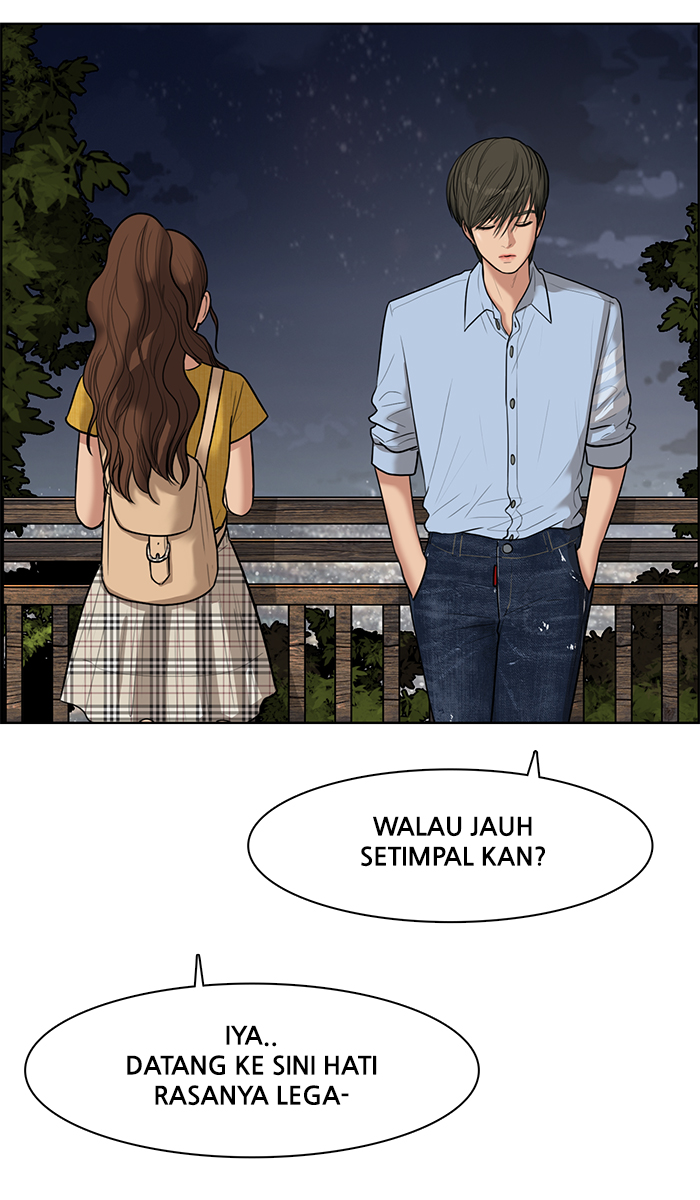 WALAU JAUH
SETIMPAL KAN?
IYA..
DATANG KE SINI HATI
RASANYA LEGA-